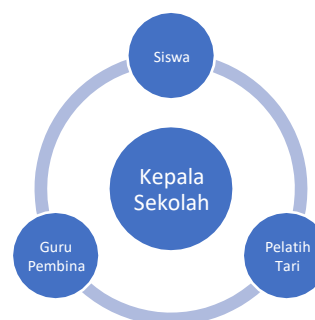 Siswa
Kepala
Sekolah
Guru
Pembina
Pelatih
Tari